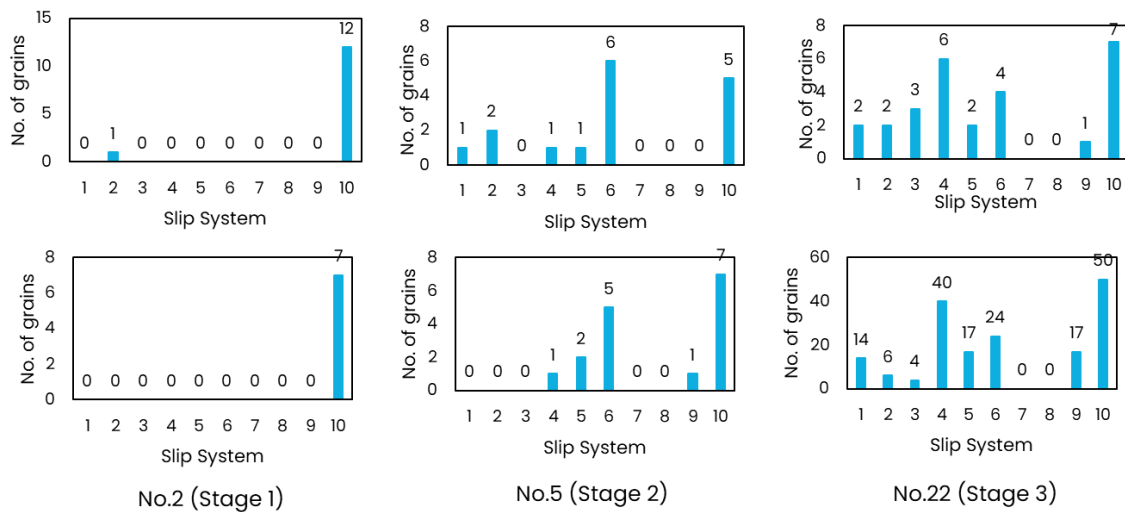 No. of grains
15
10
5
0
0 1 0 0 0 0 0 0 0 12
1 2 3 4 5 6 7 8 9 10
Slip System
No. of grains
8
6
4
2
0
1 2 0 1 1 6 0 0 0 5
1 2 3 4 5 6 7 8 9 10
Slip System
No. of grains
8
6
4
2
0
2 2 3 6 2 4 0 0 1 7
1 2 3 4 5 6 7 8 9 10
Slip System
No. of grains
8
6
4
2
0
0 0 0 0 0 0 0 0 0 7
1 2 3 4 5 6 7 8 9 10
Slip System
No. of grains
8
6
4
2
0
0 0 0 1 2 5 0 0 1 7
1 2 3 4 5 6 7 8 9 10
Slip System
No. of grains
60
40
20
0
14 6 4 40 17 24 0 0 17 50
1 2 3 4 5 6 7 8 9 10
Slip System
No.2 (Stage 1)
No.5 (Stage 2)
No.22 (Stage 3)